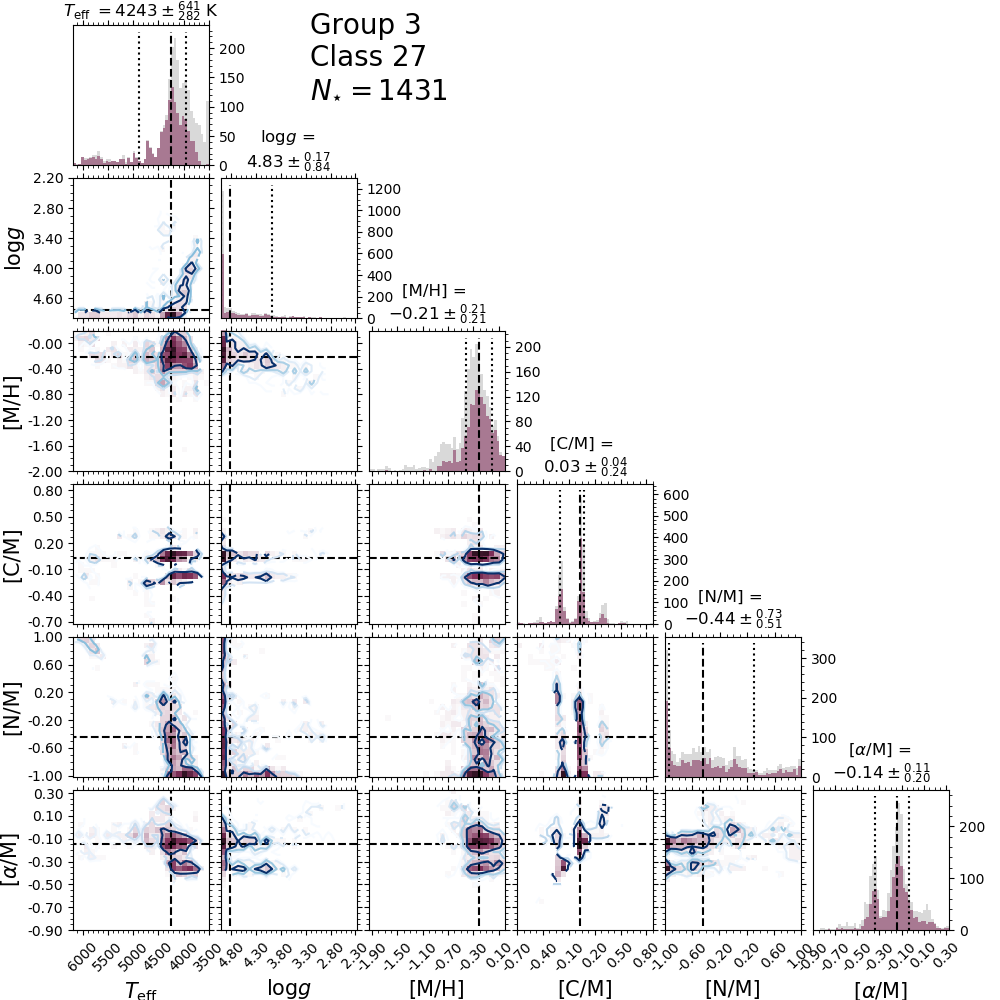 T_eff = 4243 ± 641 282 K
Group 3
Class 27
N⋆ = 1431
200
150
100
50
0
log g =
4.83 ± 0.17 0.84
2.20
2.80
3.40
4.00
4.60
log g
1200
1000
800
600
400
200
0
[M/H] =
−0.21 ± 0.21 0.21
-0.00
-0.40
-0.80
-1.20
-1.60
-2.00
[M/H]
200
160
120
80
40
0
[C/M] =
0.03 ± 0.04 0.24
0.80
0.50
0.20
-0.10
-0.40
-0.70
[C/M]
600
500
400
300
200
100
0
[N/M] =
−0.44 ± 0.73 0.51
1.00
0.60
0.20
-0.20
-0.60
-1.00
[N/M]
300
200
100
0
[α/M] =
−0.14 ± 0.11 0.20
0.30
0.10
-0.10
-0.30
-0.50
-0.70
-0.90
[α/M]
200
100
0
6000 5500 5000 4500 4000 3500
4.80 4.30 3.80 3.30 2.80 2.30
-1.90 -1.50 -1.10 -0.70 -0.30 0.10
-0.70 -0.40 -0.10 0.20 0.50 0.80
-1.00 -0.60 -0.20 0.20 0.60 1.00
-0.90 -0.70 -0.50 -0.30 -0.10 0.10 0.30
T_eff
log g
[M/H]
[C/M]
[N/M]
[α/M]